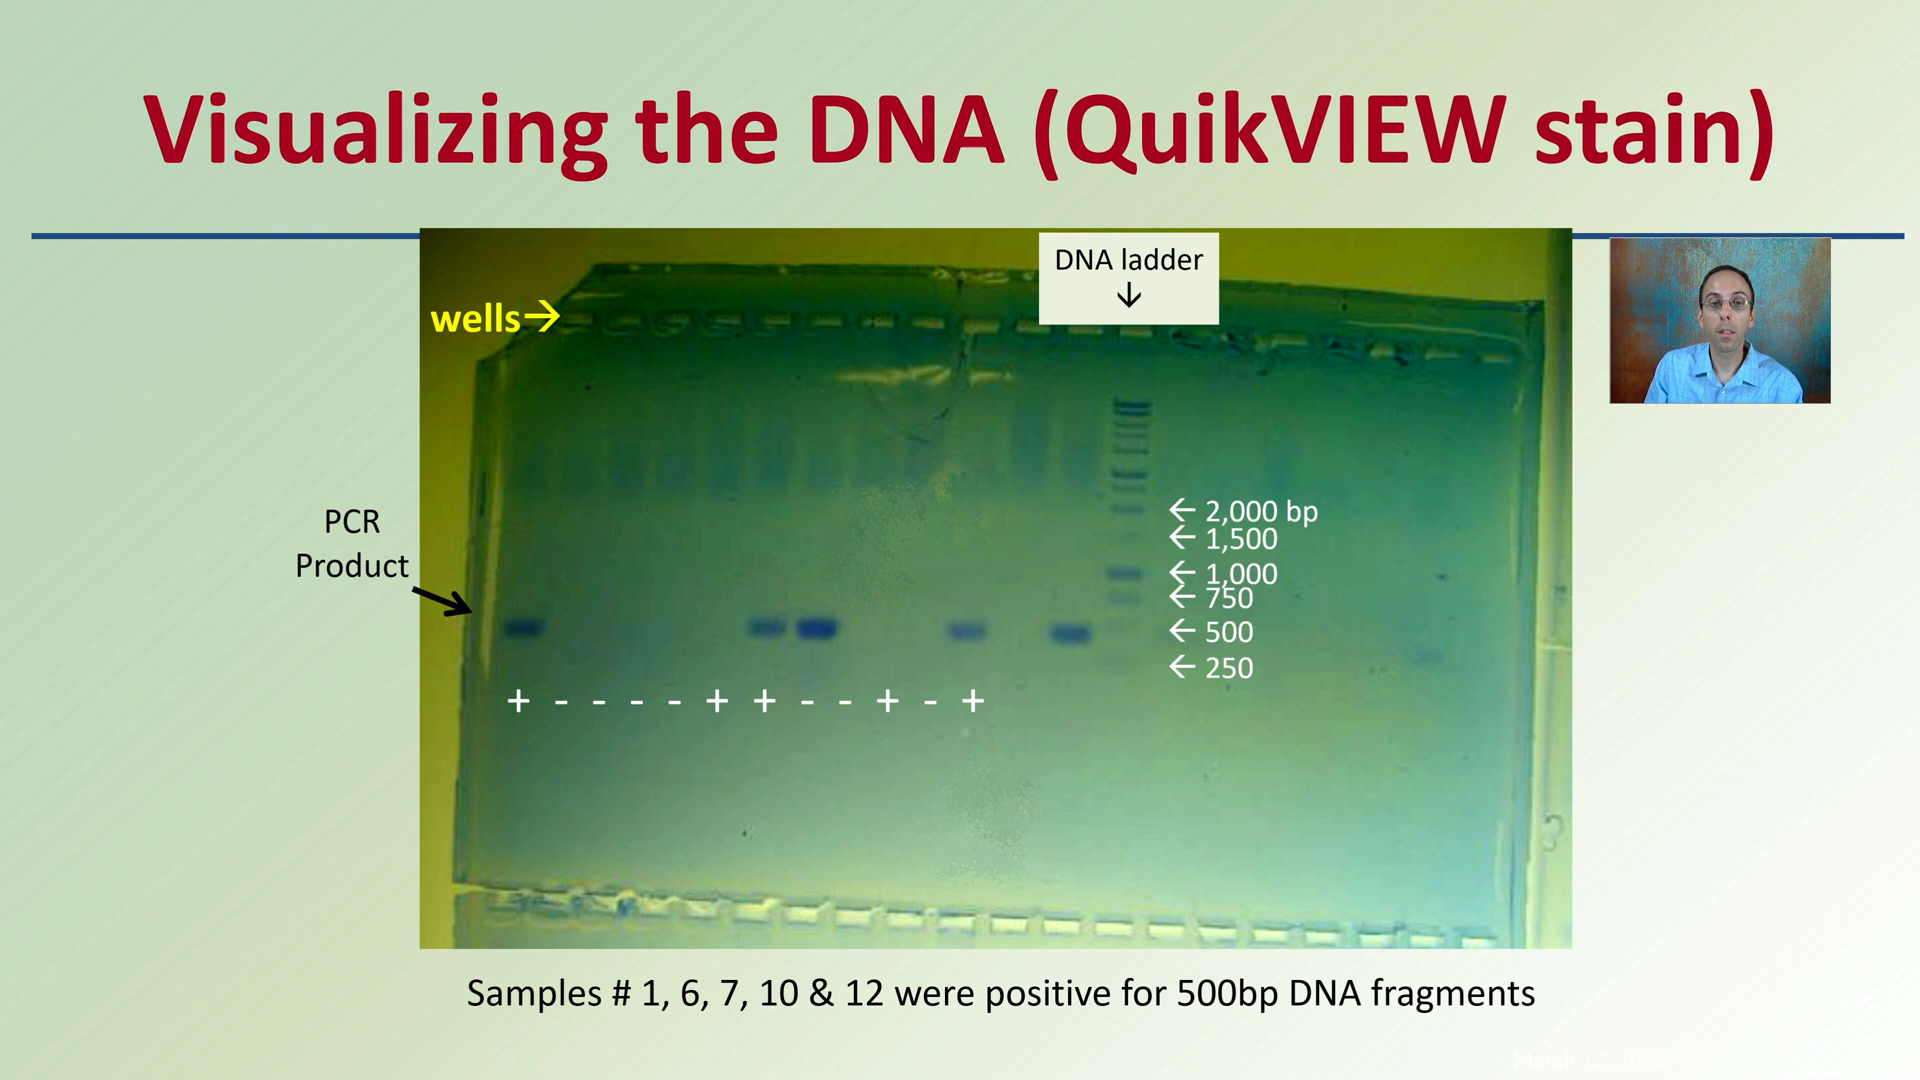 Visualizing the DNA (QuikVIEW stain)
DNA ladder
↓
wells→
PCR
Product
← 2,000 bp
← 1,500
← 1,000
← 750
← 500
← 250
+ - - - - + + - - + - +
Samples # 1, 6, 7, 10 & 12 were positive for 500bp DNA fragments